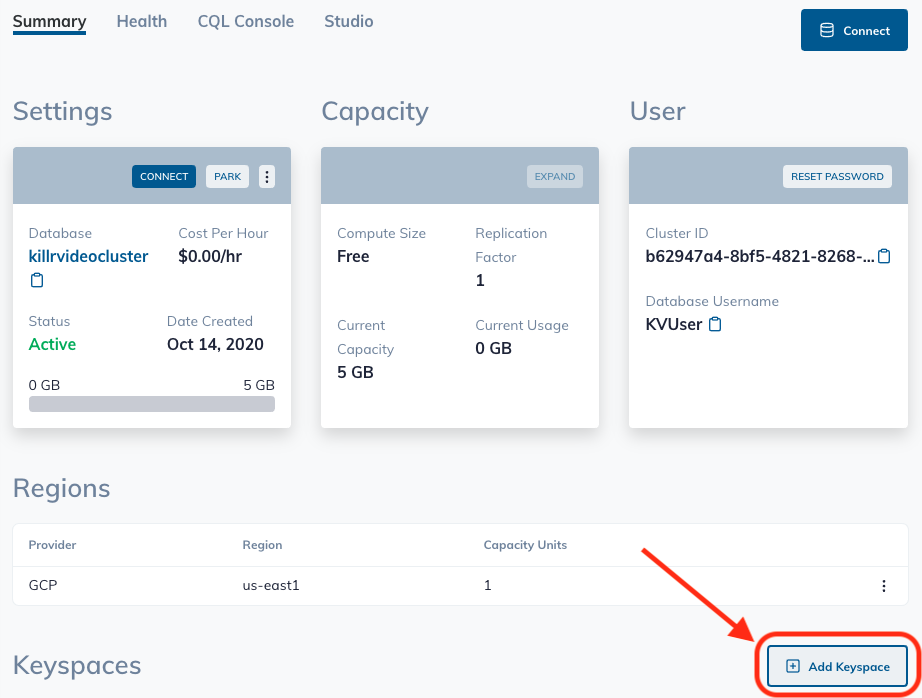 Summary Health CQL Console Studio
Connect
Settings
CONNECT PARK
Database Cost Per Hour
killrvideocluster $0.00/hr
Status Date Created
Active Oct 14, 2020
0 GB 5 GB
Capacity
EXPAND
Compute Size Replication
Factor
Free
1
Current
Capacity
Current Usage
5 GB
0 GB
User
RESET PASSWORD
Cluster ID
b62947a4-8bf5-4821-8268-...
Database Username
KVUser
Regions
Provider Region Capacity Units
GCP us-east1 1
Keyspaces
Add Keyspace